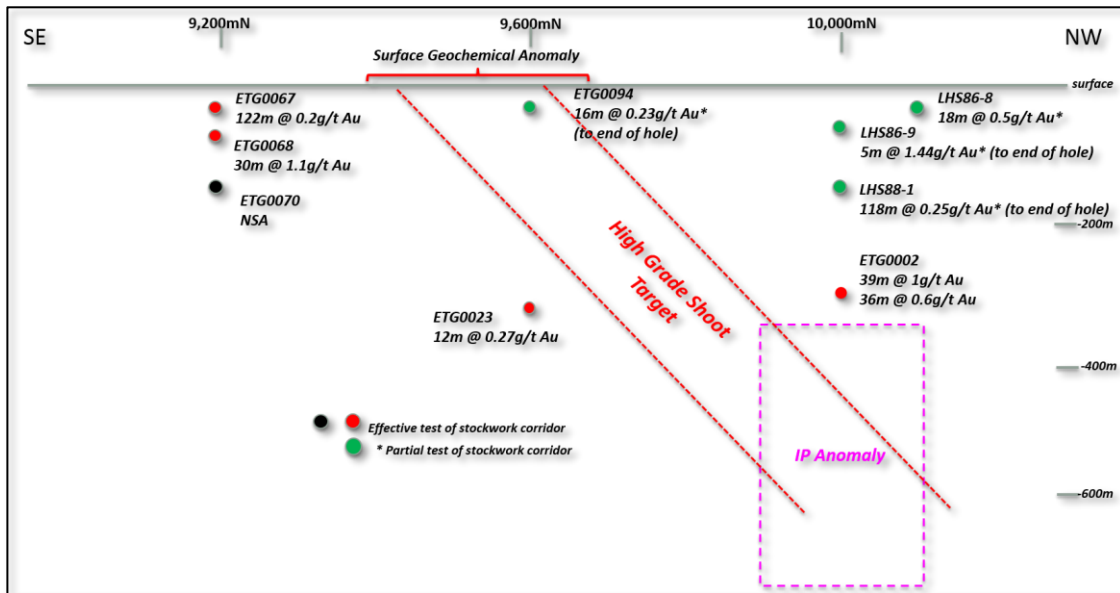 9,200mN
9,600mN
10,000mN
SE
NW
Surface Geochemical Anomaly
surface
ETG0067
122m @ 0.2g/t Au
ETG0068
30m @ 1.1g/t Au
ETG0070
NSA
ETG0094
16m @ 0.23g/t Au*
(to end of hole)
LHS86-8
18m @ 0.5g/t Au*
LHS86-9
5m @ 1.44g/t Au* (to end of hole)
LHS88-1
118m @ 0.25g/t Au* (to end of hole)
-200m
ETG0002
39m @ 1g/t Au
36m @ 0.6g/t Au
High Grade Shoot
Target
ETG0023
12m @ 0.27g/t Au
-400m
Effective test of stockwork corridor
* Partial test of stockwork corridor
IP Anomaly
-600m